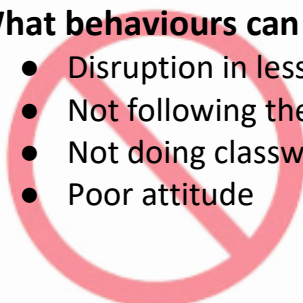 What behaviours can
● Disruption in less
● Not following the
● Not doing classw
● Poor attitude